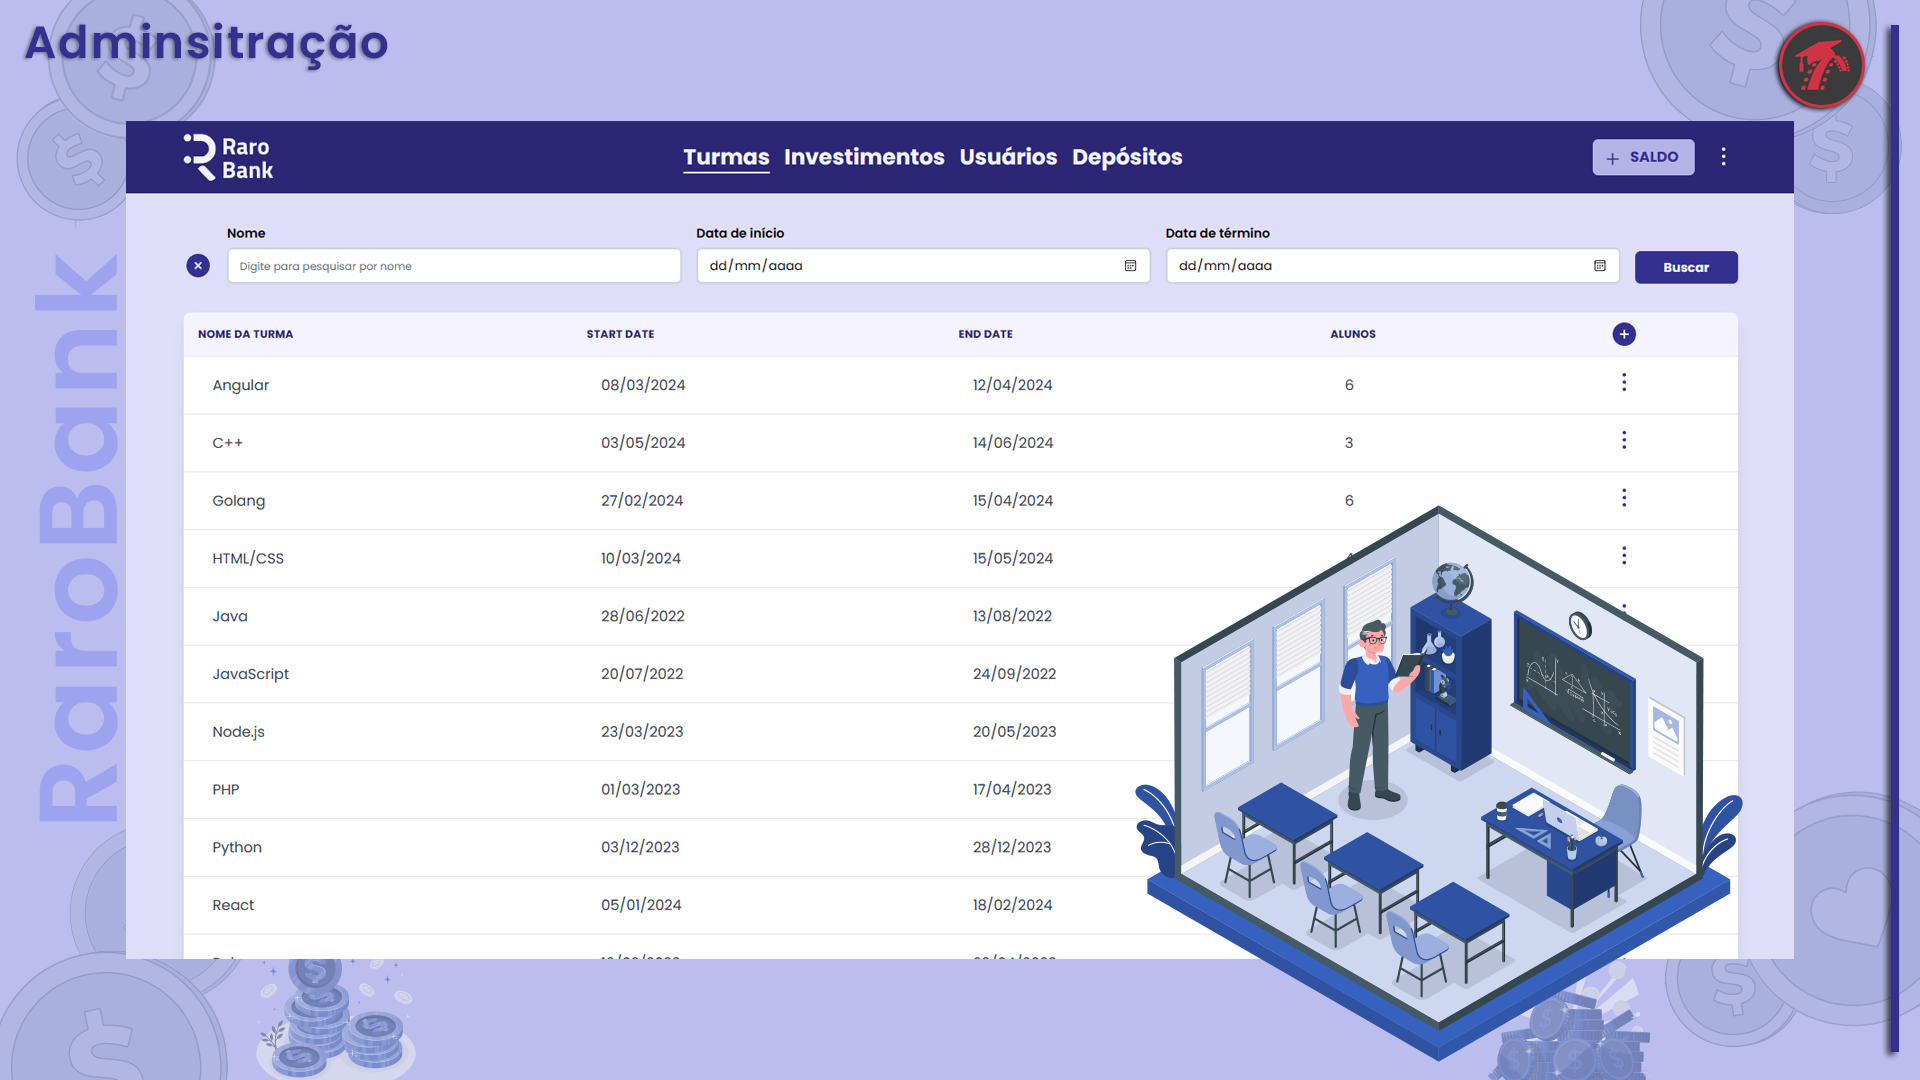 Adminsitração
RaroBank
Raro
Bank
Turmas Investimentos Usuários Depósitos
+ SALDO
Nome Data de início Data de término
Digite para pesquisar por nome dd/mm/aaaa dd/mm/aaaa Buscar
NOME DA TURMA START DATE END DATE ALUNOS
Angular 08/03/2024 12/04/2024 6
C++ 03/05/2024 14/06/2024 3
Golang 27/02/2024 15/04/2024 6
HTML/CSS 10/03/2024 15/05/2024
Java 28/06/2022 13/08/2022
JavaScript 20/07/2022 24/09/2022
Node.js 23/03/2023 20/05/2023
PHP 01/03/2023 17/04/2023
Python 03/12/2023 28/12/2023
React 05/01/2024 18/02/2024